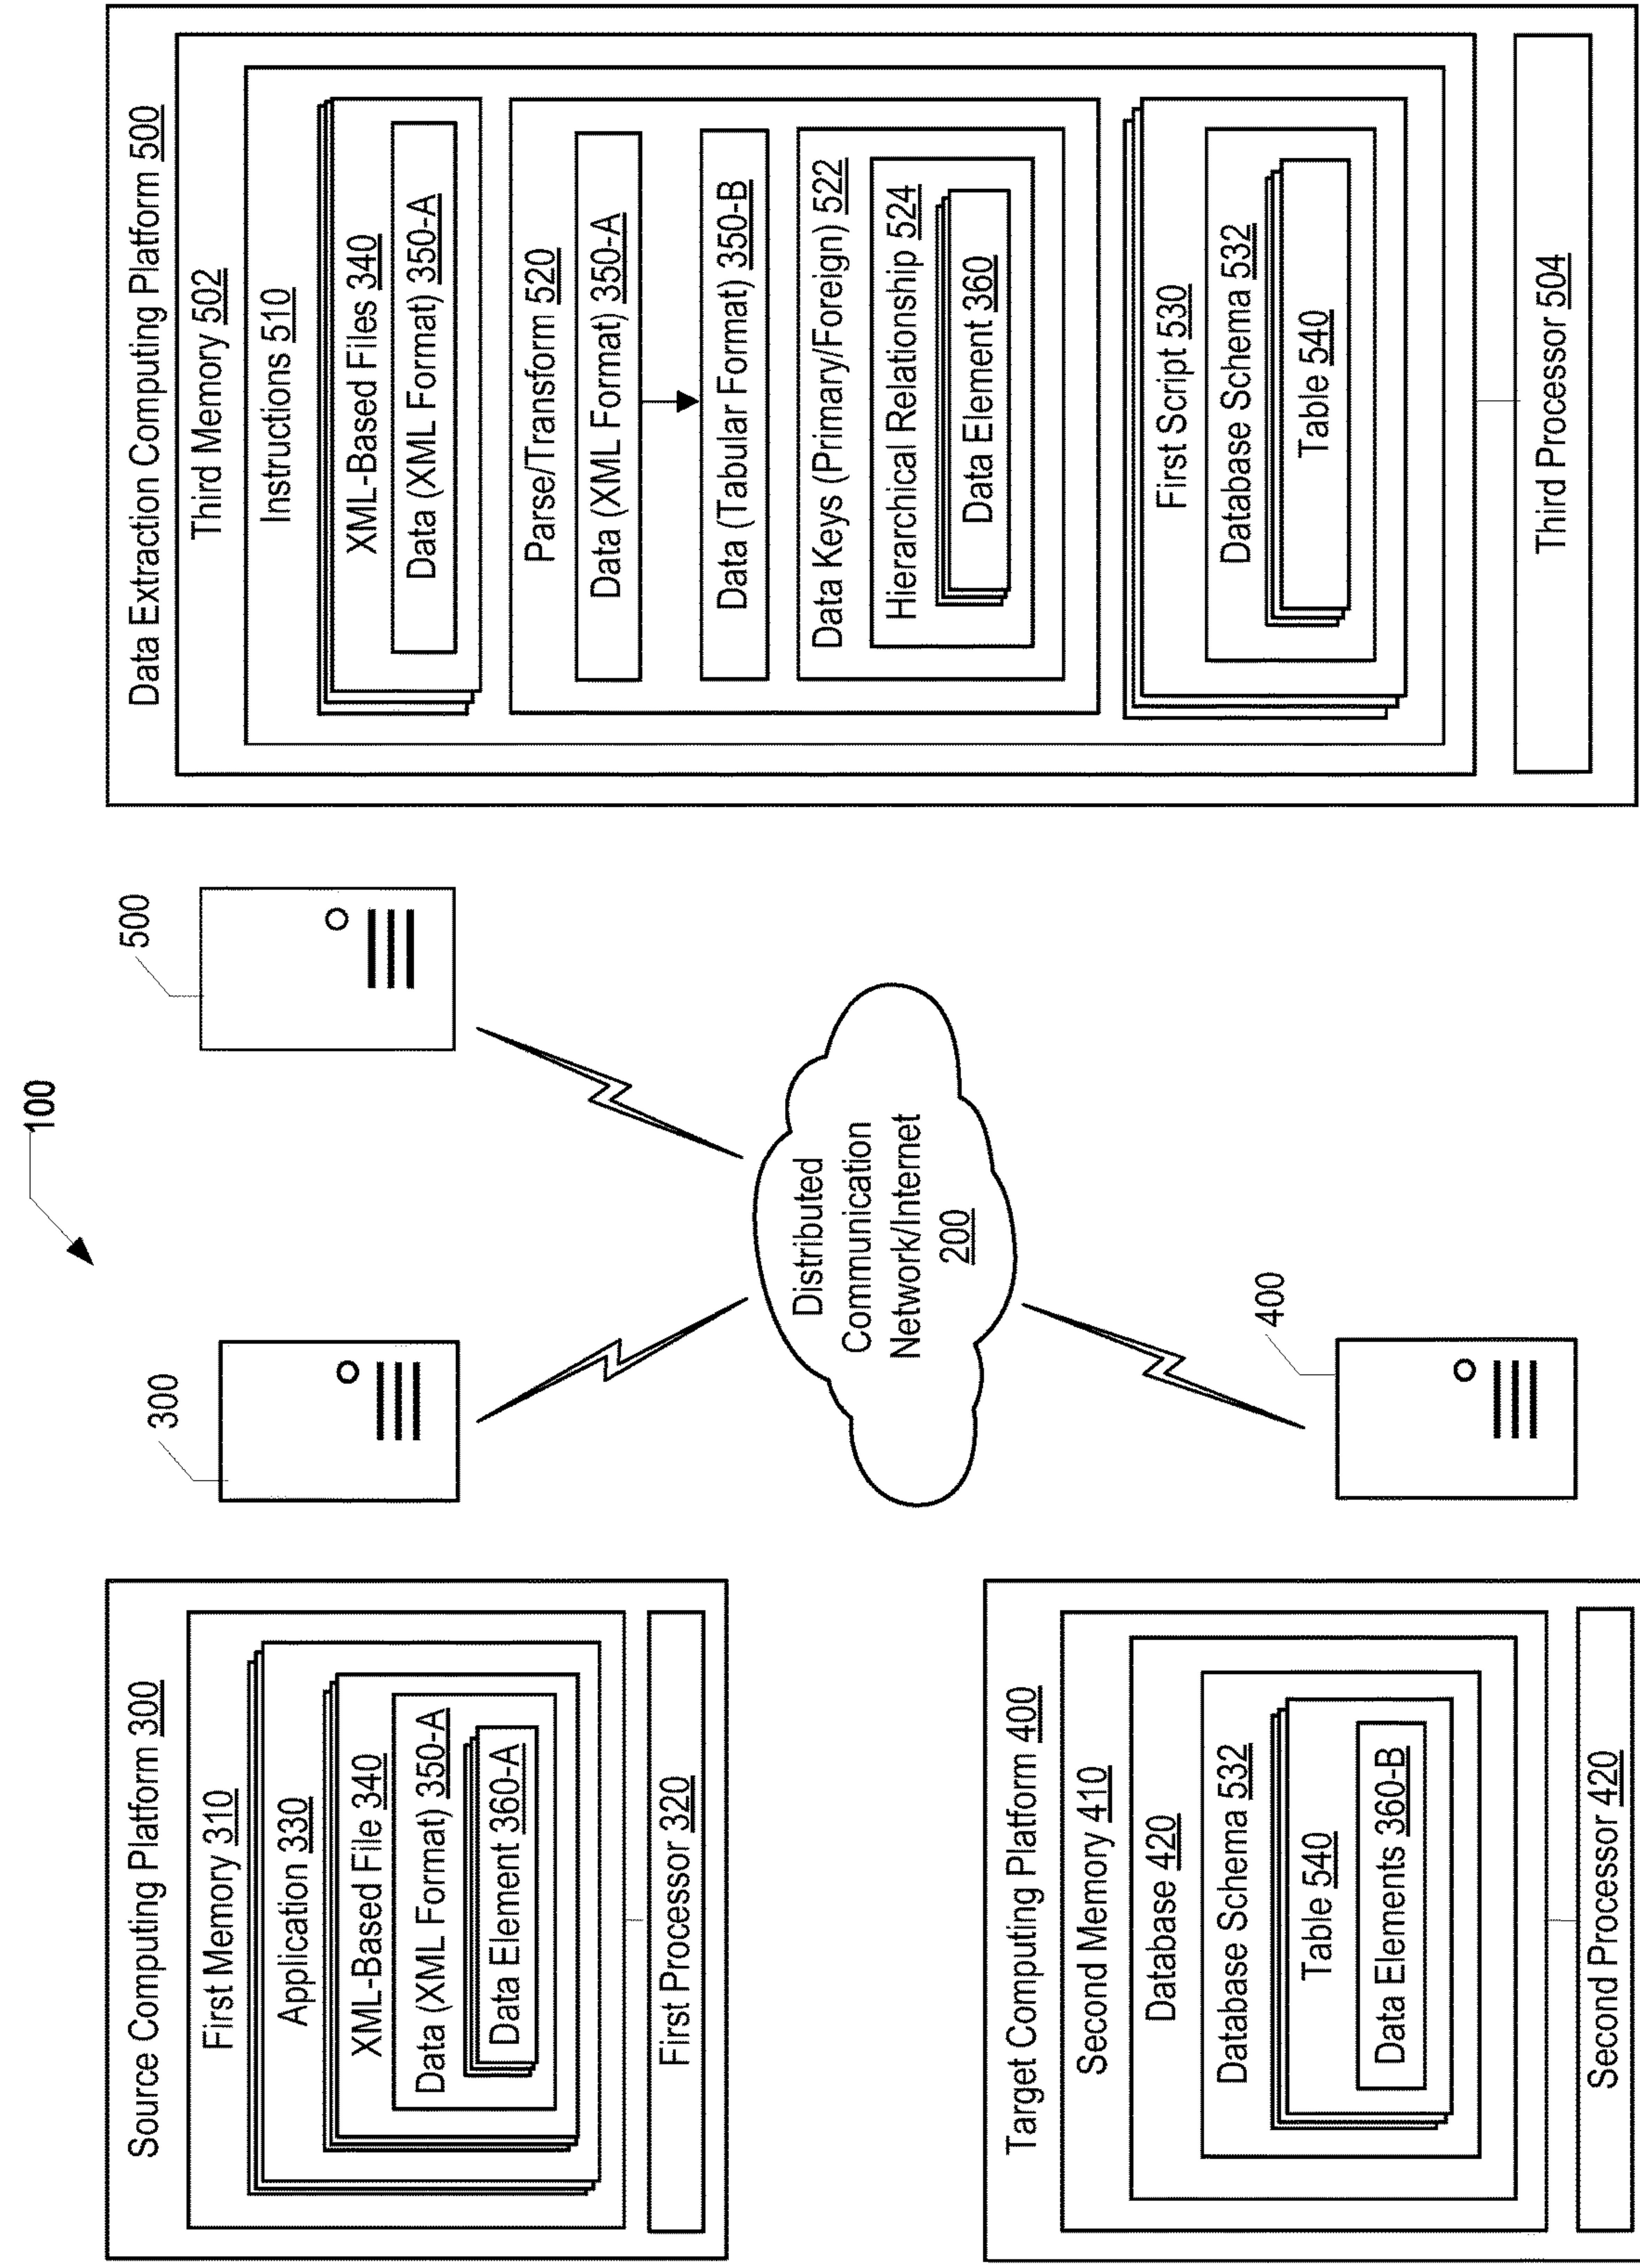 100
Source Computing Platform 300
First Memory 310
Application 330
XML-Based File 340
Data (XML Format) 350-A
Data Element 360-A
First Processor 320
300
500
Distributed
Communication
Network/Internet
200
400
Target Computing Platform 400
Second Memory 410
Database 420
Database Schema 532
Table 540
Data Elements 360-B
Second Processor 420
Data Extraction Computing Platform 500
Third Memory 502
Instructions 510
XML-Based Files 340
Data (XML Format) 350-A
Parse/Transform 520
Data (XML Format) 350-A
Data (Tabular Format) 350-B
Data Keys (Primary/Foreign) 522
Hierarchical Relationship 524
Data Element 360
First Script 530
Database Schema 532
Table 540
Third Processor 504